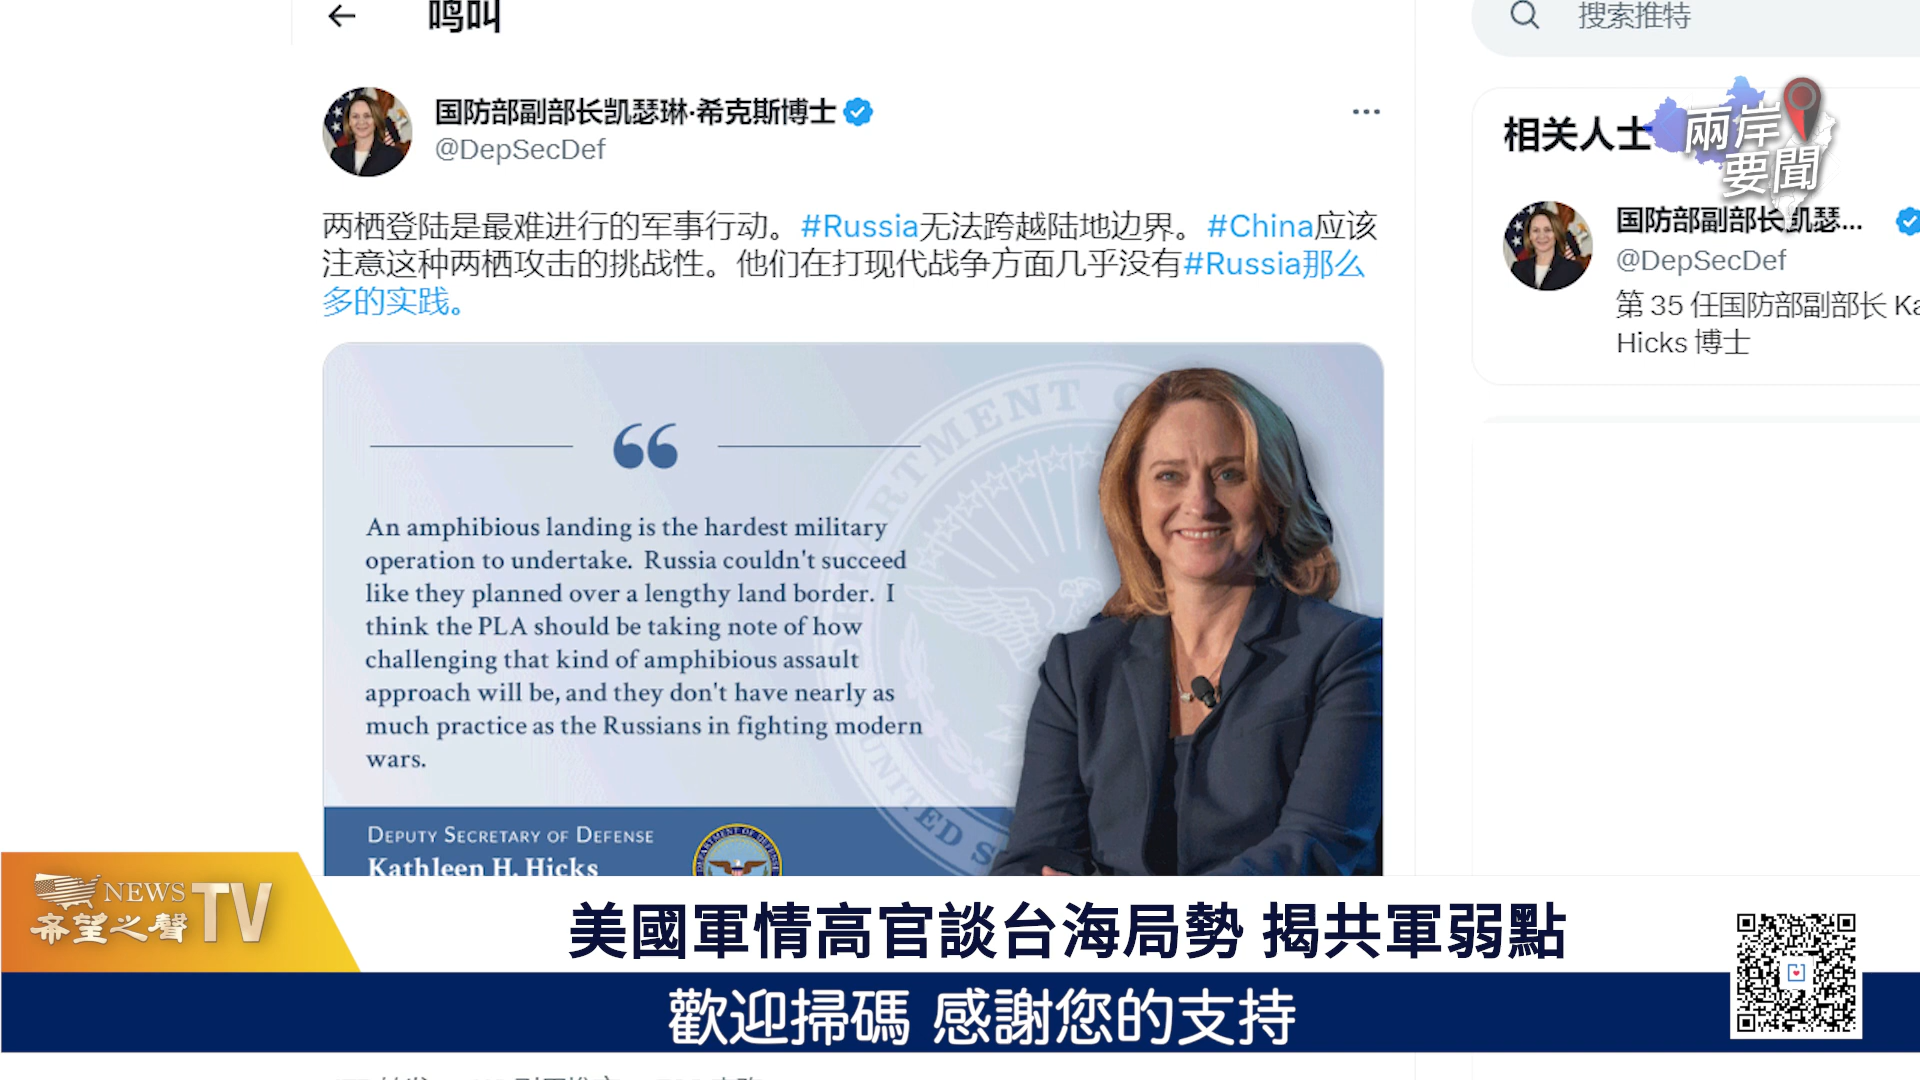 鸣叫
搜索推特
国防部副部长凯瑟琳·希克斯博士
@DepSecDef
两栖登陆是最难进行的军事行动。#Russia无法跨越陆地边界。#China应该
注意这种两栖攻击的挑战性。他们在打现代战争方面几乎没有#Russia那么
多的实践。
相关人士
兩岸
要聞
国防部副部长凯瑟...
@DepSecDef
第 35 任国防部副部长 Ka
Hicks 博士
An amphibious landing is the hardest military
operation to undertake. Russia couldn't succeed
like they planned over a lengthy land border. I
think the PLA should be taking note of how
challenging that kind of amphibious assault
approach will be, and they don't have nearly as
much practice as the Russians in fighting modern
wars.
DEPUTY SECRETARY OF DEFENSE
Kathleen H. Hicks
DEPARTMENT OF DEFENSE
UNITED S
NEWS
希望之聲 TV
美國軍情高官談台海局勢 揭共軍弱點
歡迎掃碼 感謝您的支持